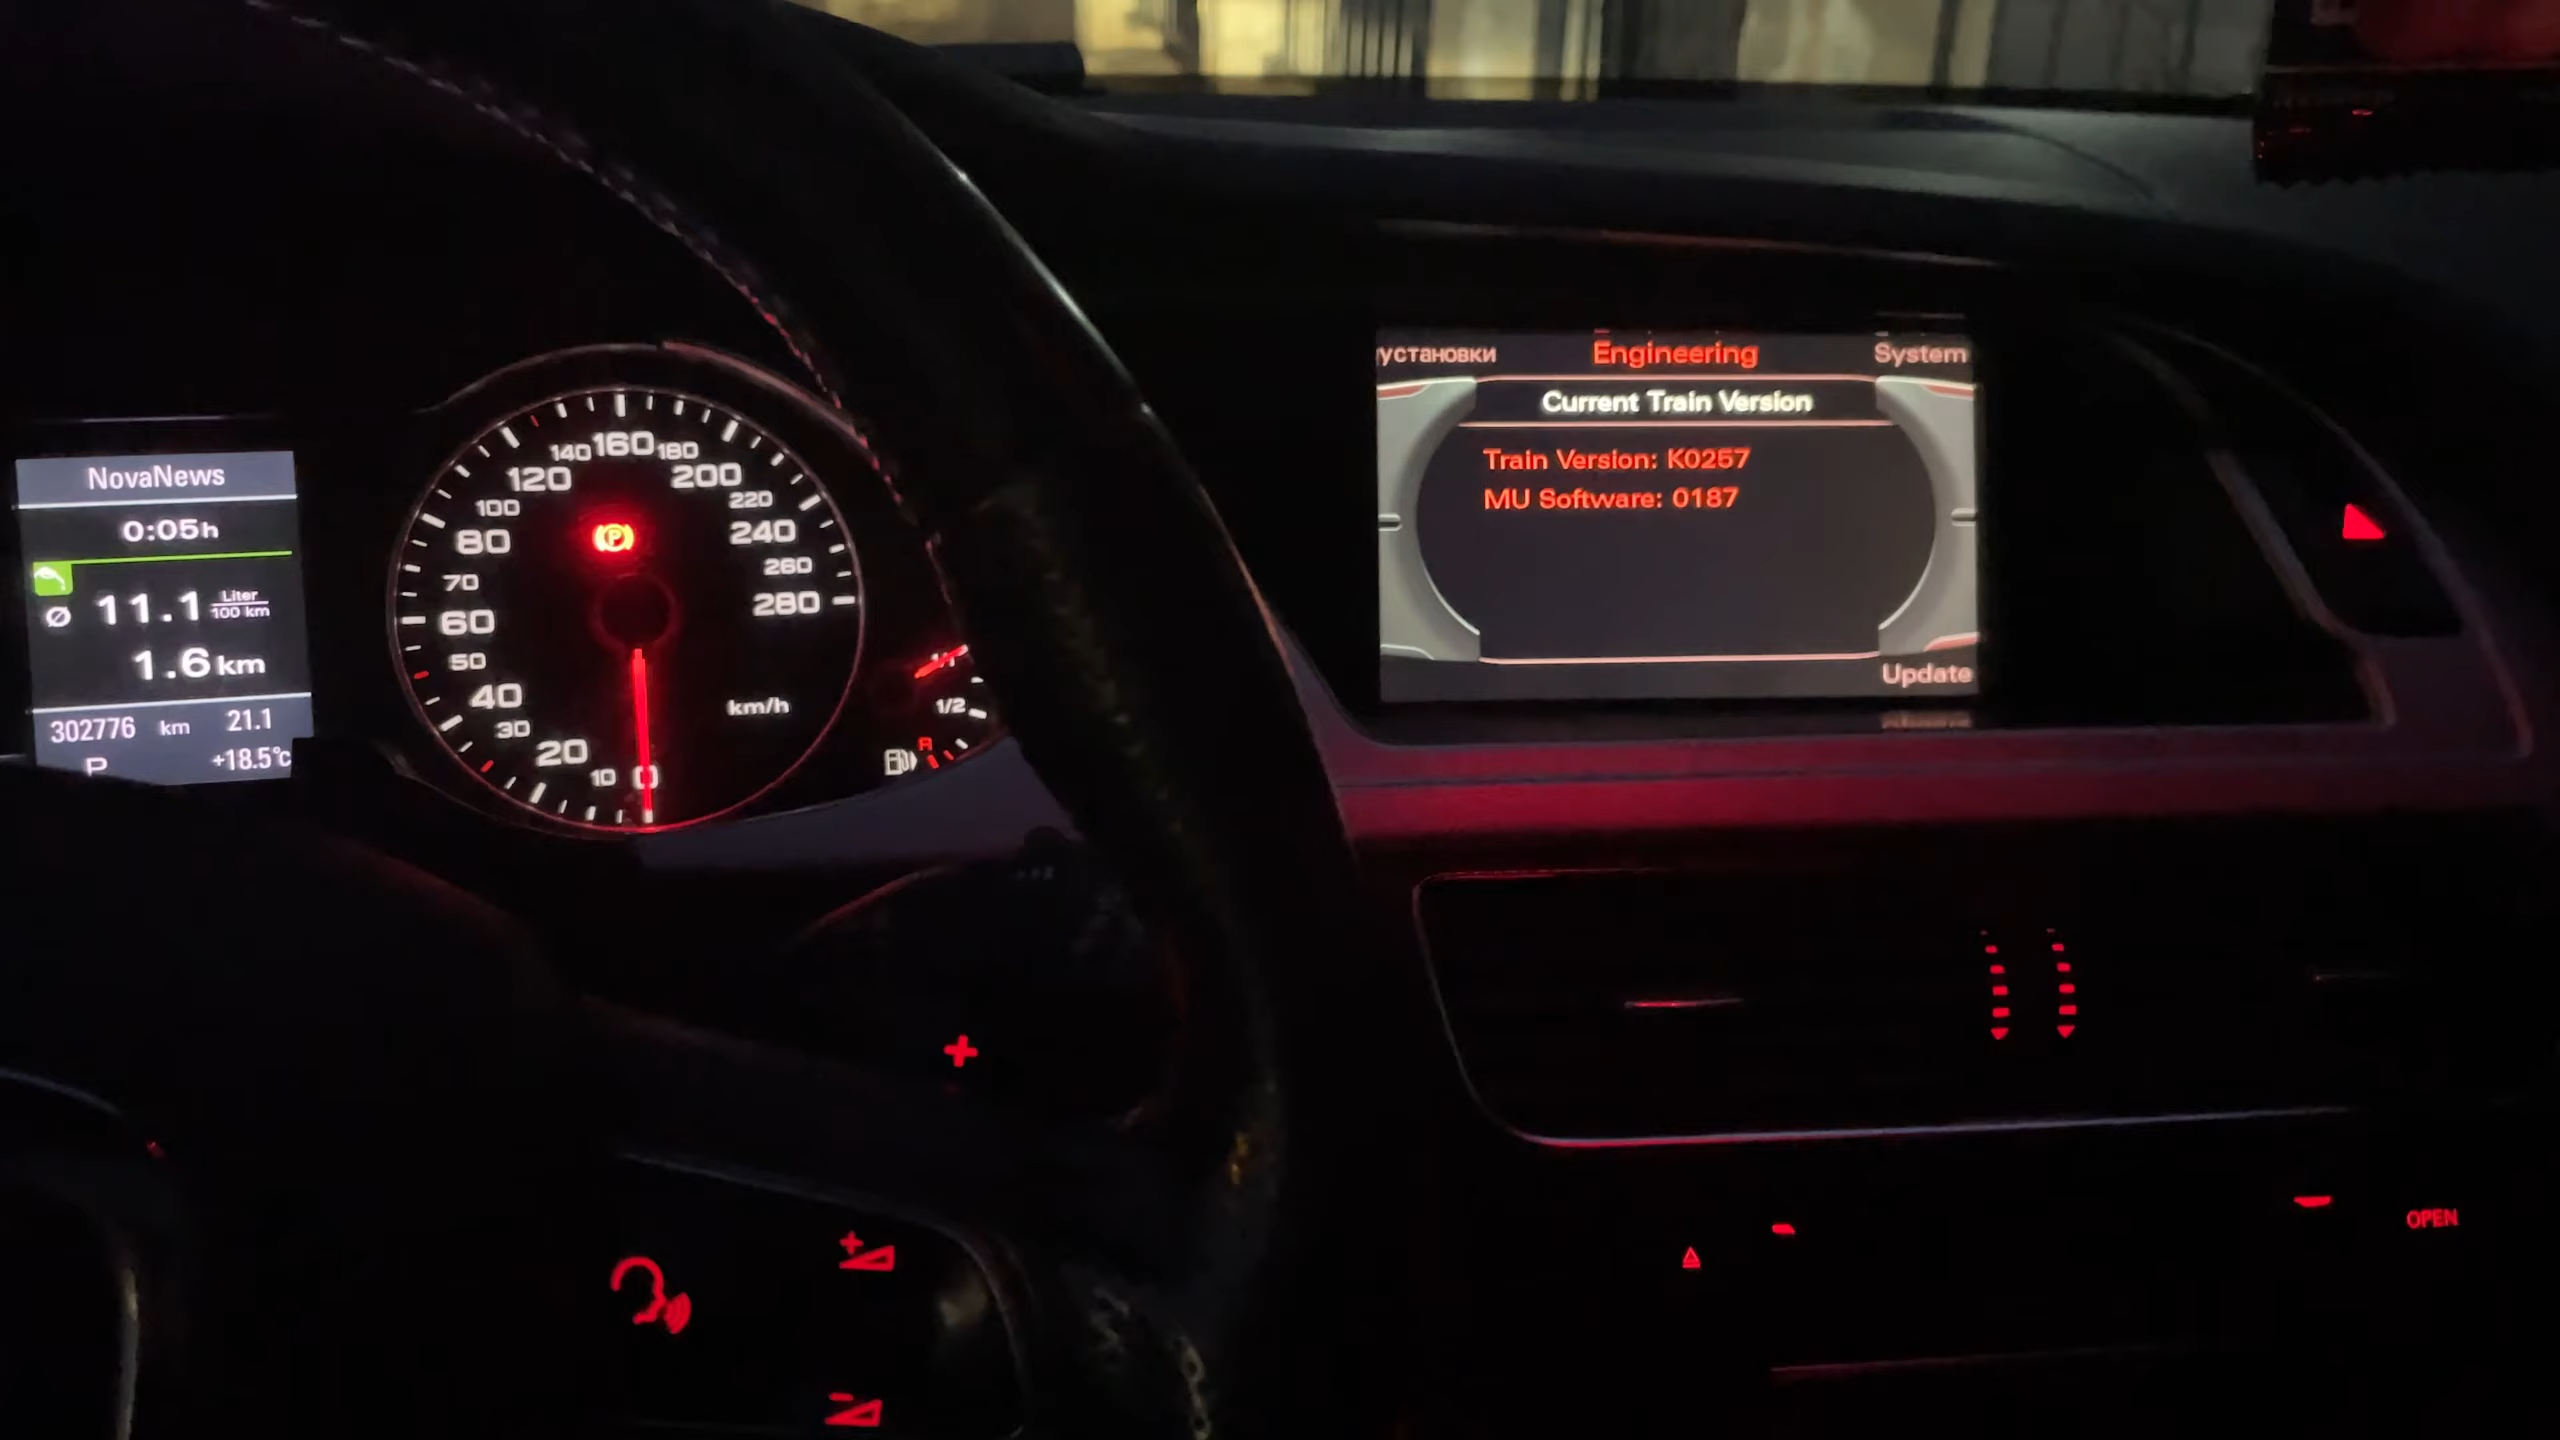 NovaNews
0:05h
Ø 11.1 Liter/100 km
1.6 km
302776 km 21.1
P +18.5°C
0
10
20
30
40
50
60
70
80
100
120
140
160
180
200
220
240
260
280
km/h
P
1/1
1/2
R
установки Engineering System
Current Train Version
Train Version: K0257
MU Software: 0187
Update
OPEN